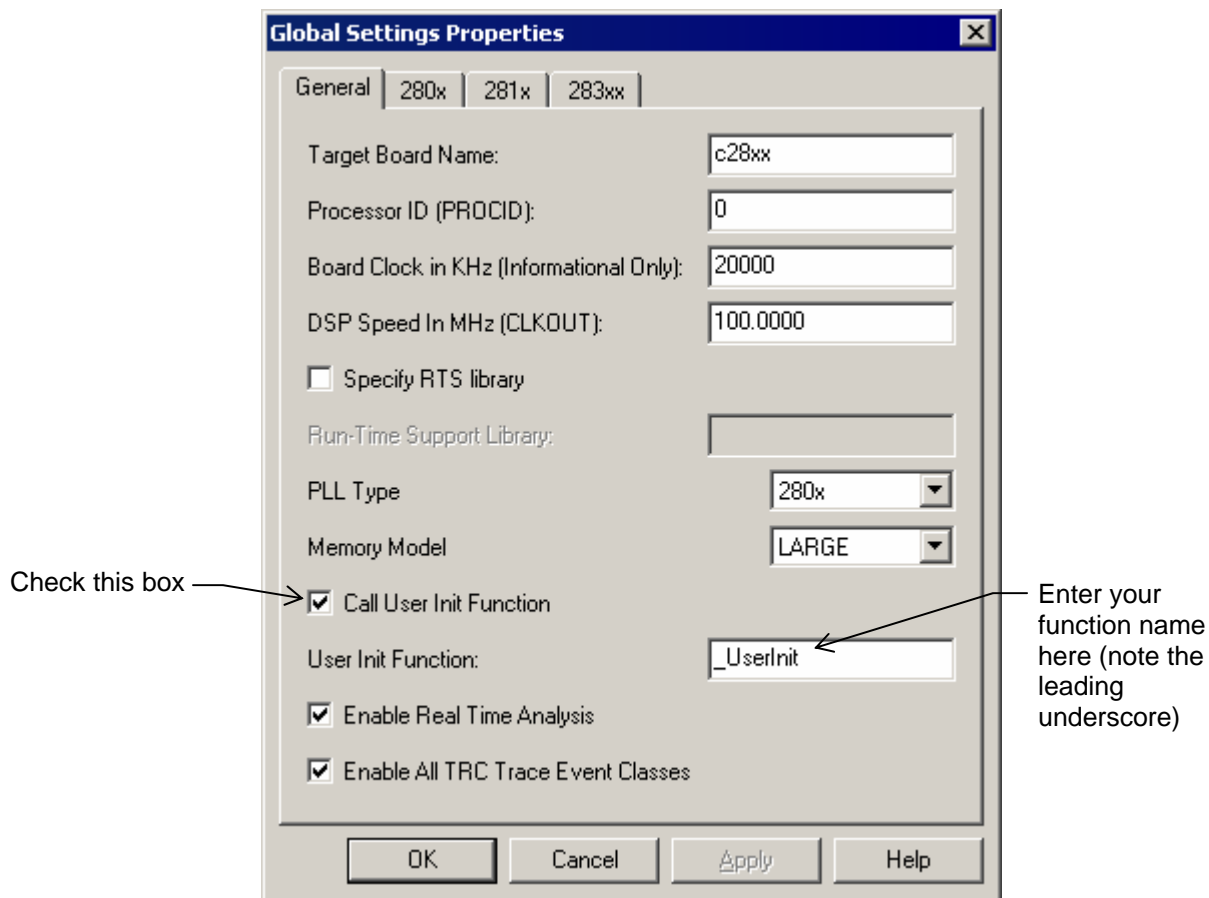 Global Settings Properties
General 280x 281x 283xx
Target Board Name: c28xx
Processor ID (PROCID): 0
Board Clock in KHz (Informational Only): 20000
DSP Speed In MHz (CLKOUT): 100.0000
Specify RTS library
Run-Time Support Library:
PLL Type 280x
Memory Model LARGE
Check this box
Call User Init Function
User Init Function: _UserInit
Enter your
function name
here (note the
leading
underscore)
Enable Real Time Analysis
Enable All TRC Trace Event Classes
OK Cancel Apply Help